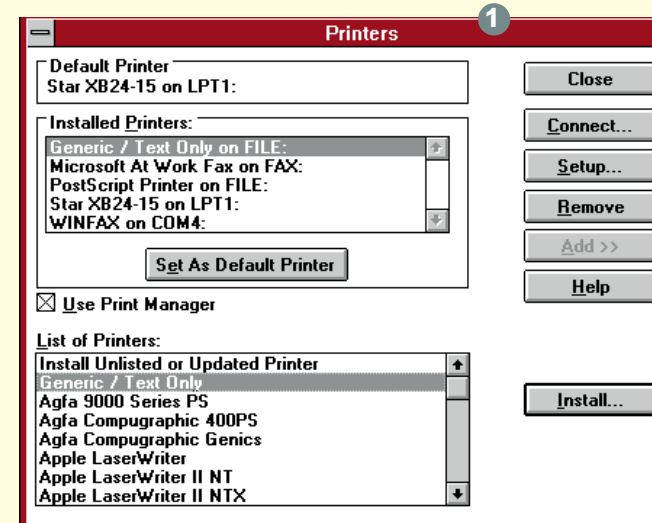 1
Printers
Default Printer
Star XB24-15 on LPT1:
Installed Printers:
Generic / Text Only on FILE:
Microsoft At Work Fax on FAX:
PostScript Printer on FILE:
Star XB24-15 on LPT1:
WINFAX on COM4:
Set As Default Printer
Use Print Manager
List of Printers:
Install Unlisted or Updated Printer
Generic / Text Only
Agfa 9000 Series PS
Agfa Compugraphic 400PS
Agfa Compugraphic Genics
Apple LaserWriter
Apple LaserWriter II NT
Apple LaserWriter II NTX
Close
Connect...
Setup...
Remove
Add >>
Help
Install...